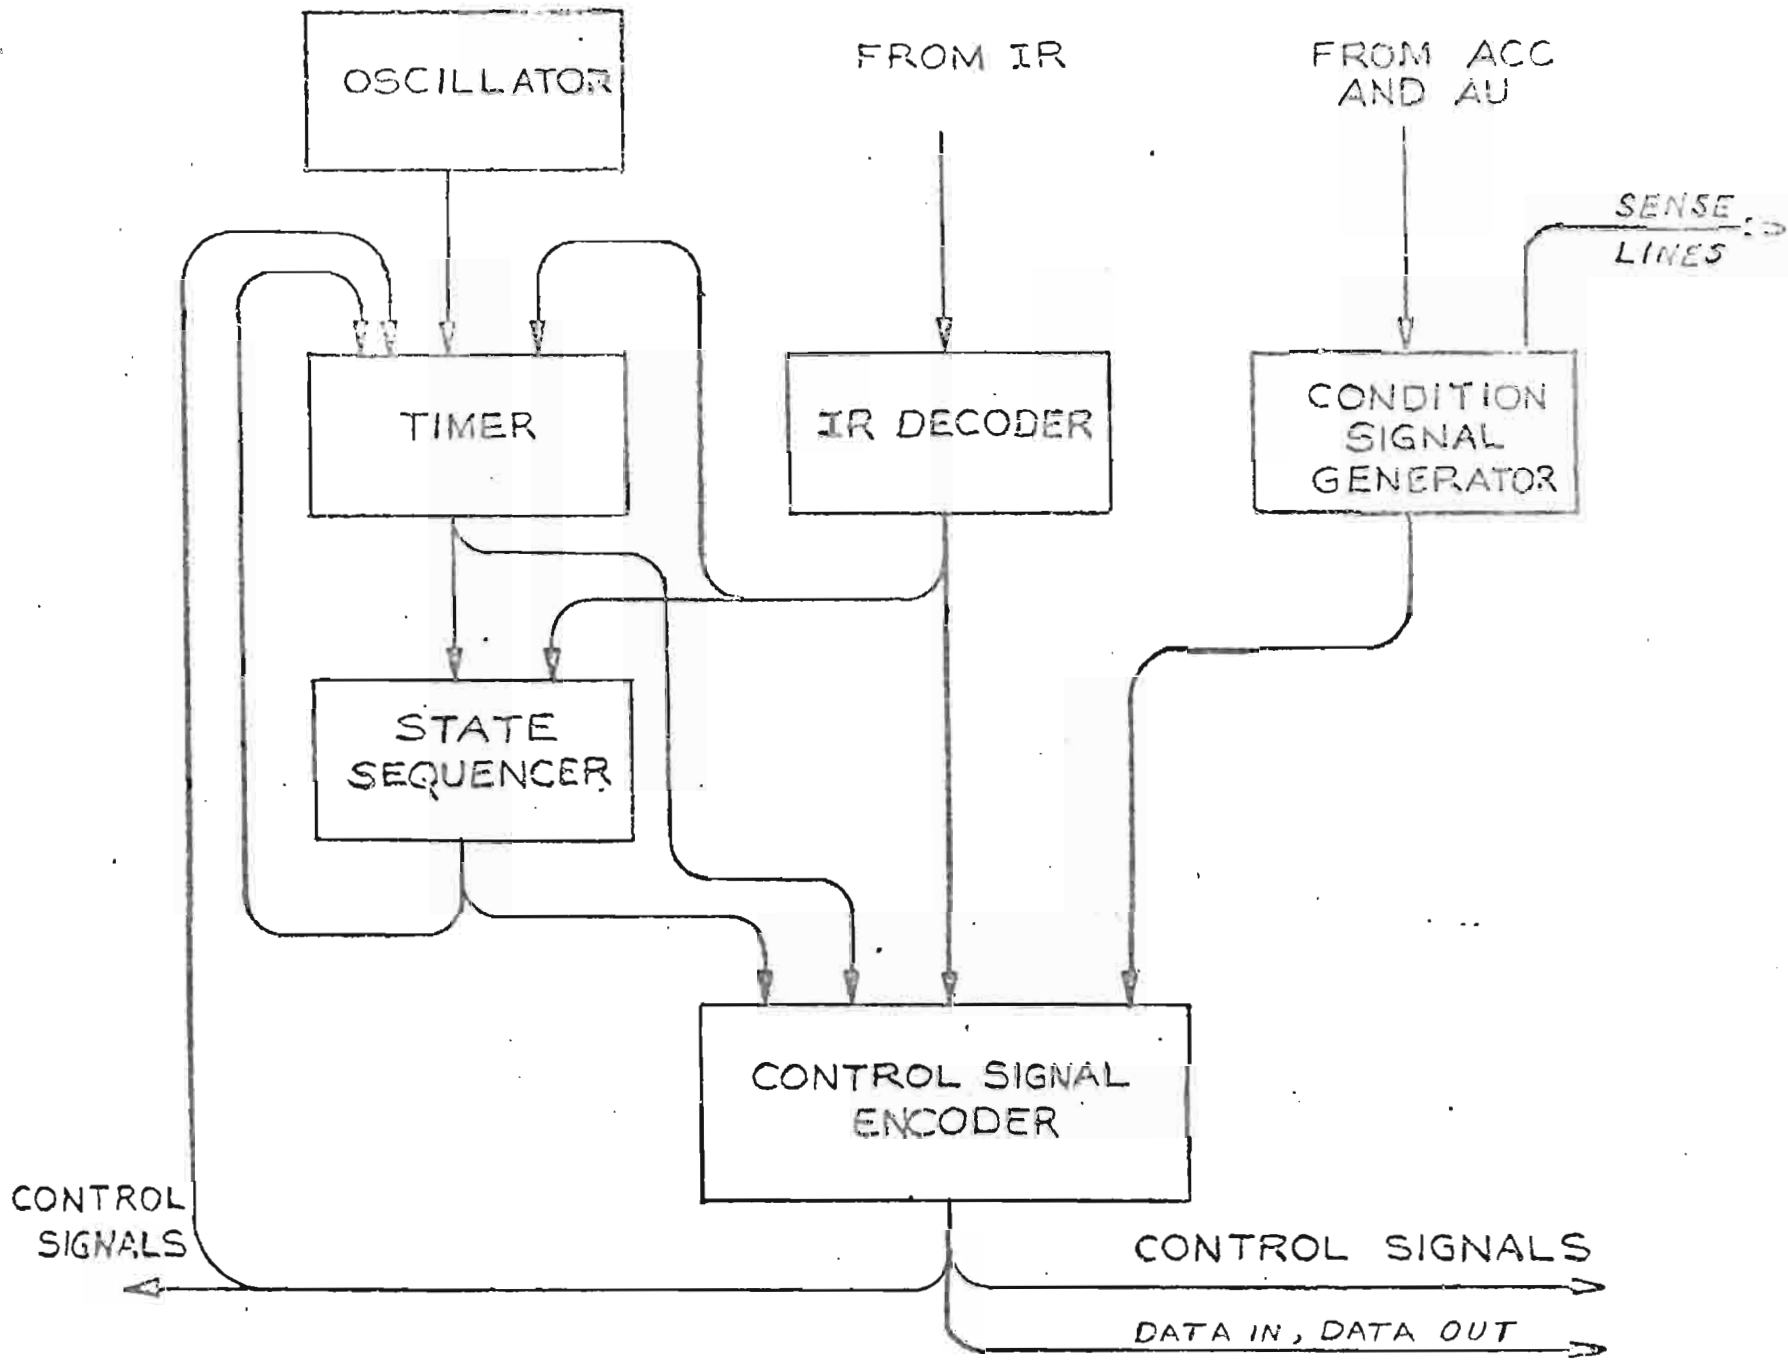 OSCILLATOR
FROM IR
FROM ACC
AND AU
SENSE
LINES
TIMER
IR DECODER
CONDITION
SIGNAL
GENERATOR
STATE
SEQUENCER
CONTROL SIGNAL
ENCODER
CONTROL
SIGNALS
CONTROL SIGNALS
DATA IN, DATA OUT